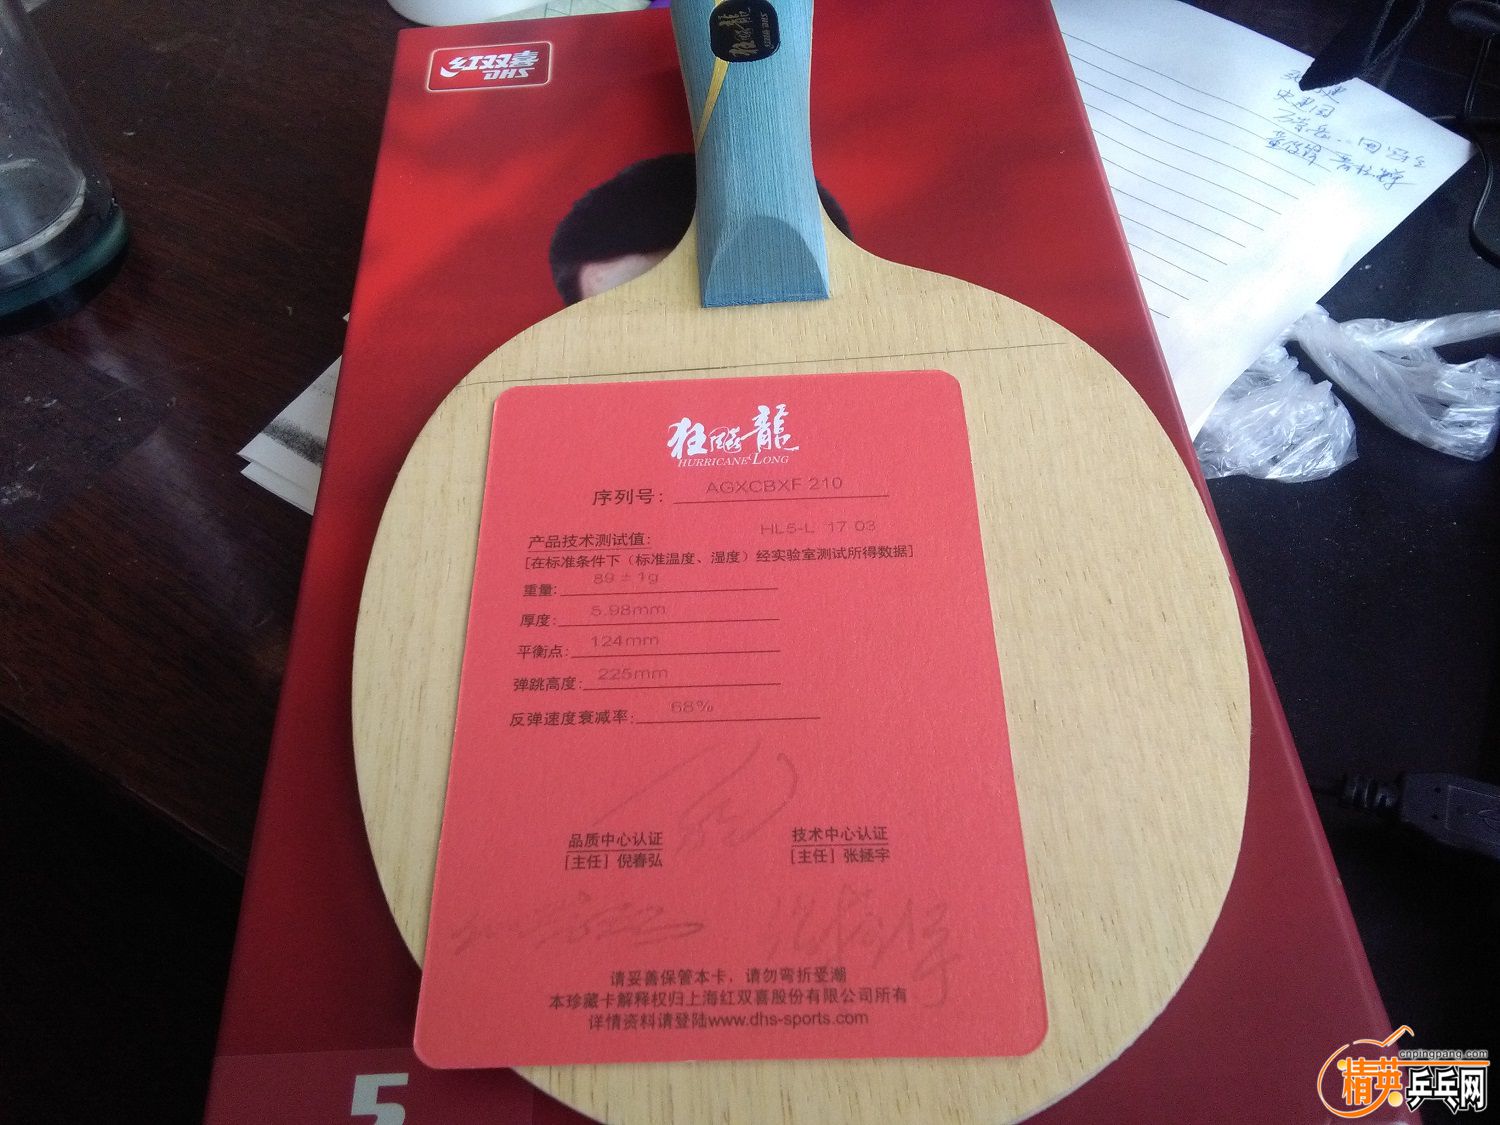 红双喜
DHS
狂飚龍
狂飚龍
HURRICANE LONG
序列号: AGXCBXF 210
产品技术测试值: HL5-L 17 03
[在标准条件下（标准温度、湿度）经实验室测试所得数据]
重量: 89±1g
厚度: 5.98mm
平衡点: 124mm
弹跳高度: 225mm
反弹速度衰减率: 68%
品质中心认证 技术中心认证
[主任] 倪春弘 [主任] 张拯宇
请妥善保管本卡，请勿弯折受潮
本珍藏卡解释权归上海红双喜股份有限公司所有
详情资料请登陆www.dhs-sports.com
5
cnpingpang.com
精英乒乓网